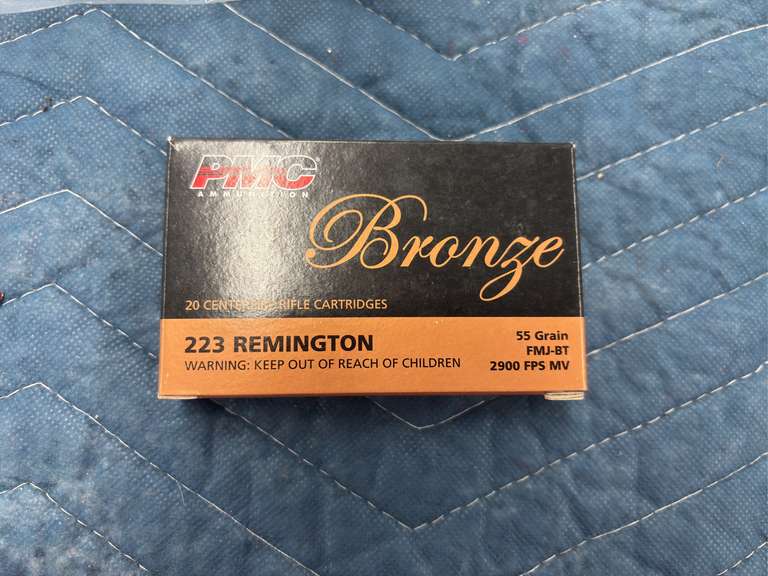 PMC
AMMUNITION
Bronze
20 CENTERFIRE RIFLE CARTRIDGES
223 REMINGTON
WARNING: KEEP OUT OF REACH OF CHILDREN
55 Grain
FMJ-BT
2900 FPS MV